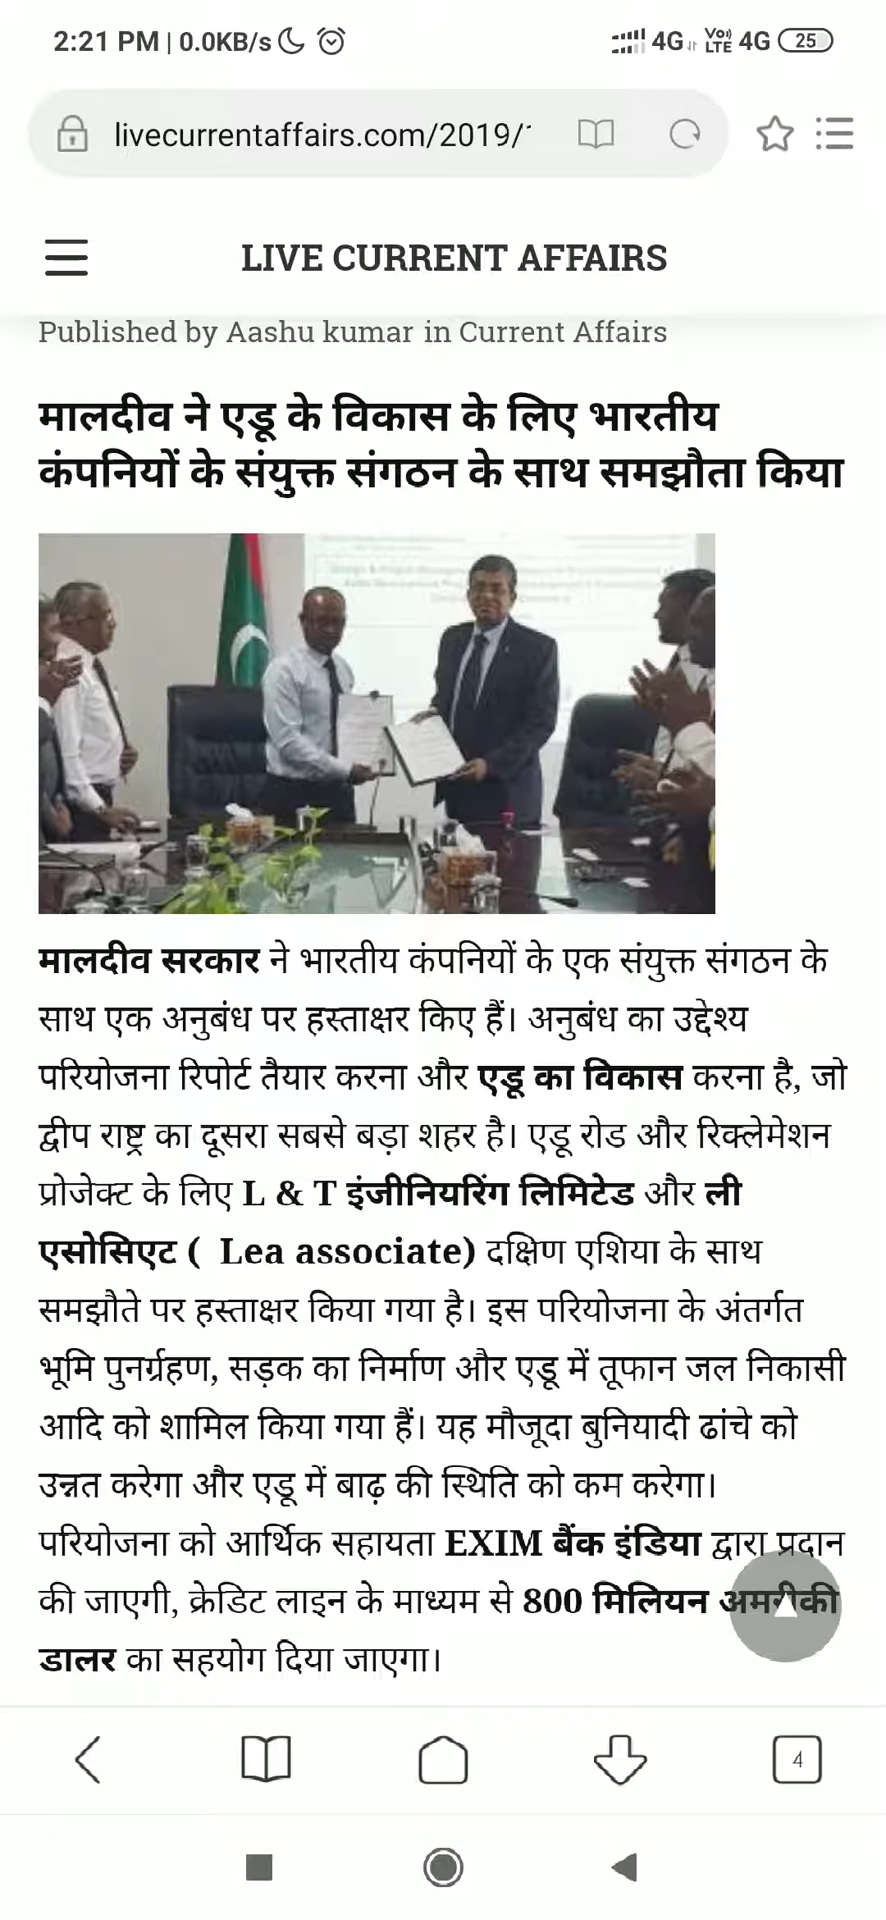 2:21 PM | 0.0KB/s 4G Vo) LTE 4G 25
livecurrentaffairs.com/2019/
LIVE CURRENT AFFAIRS
Published by Aashu kumar in Current Affairs
मालदीव ने एडू के विकास के लिए भारतीय
कंपनियों के संयुक्त संगठन के साथ समझौता किया
मालदीव सरकार ने भारतीय कंपनियों के एक संयुक्त संगठन के
साथ एक अनुबंध पर हस्ताक्षर किए हैं। अनुबंध का उद्देश्य
परियोजना रिपोर्ट तैयार करना और एडू का विकास करना है, जो
द्वीप राष्ट्र का दूसरा सबसे बड़ा शहर है। एडू रोड और रिक्लेमेशन
प्रोजेक्ट के लिए L & T इंजीनियरिंग लिमिटेड और ली
एसोसिएट ( Lea associate) दक्षिण एशिया के साथ
समझौते पर हस्ताक्षर किया गया है। इस परियोजना के अंतर्गत
भूमि पुनर्ग्रहण, सड़क का निर्माण और एडू में तूफान जल निकासी
आदि को शामिल किया गया हैं। यह मौजूदा बुनियादी ढांचे को
उन्नत करेगा और एडू में बाढ़ की स्थिति को कम करेगा।
परियोजना को आर्थिक सहायता EXIM बैंक इंडिया द्वारा प्रदान
की जाएगी, क्रेडिट लाइन के माध्यम से 800 मिलियन अमरीकी
डालर का सहयोग दिया जाएगा।
4